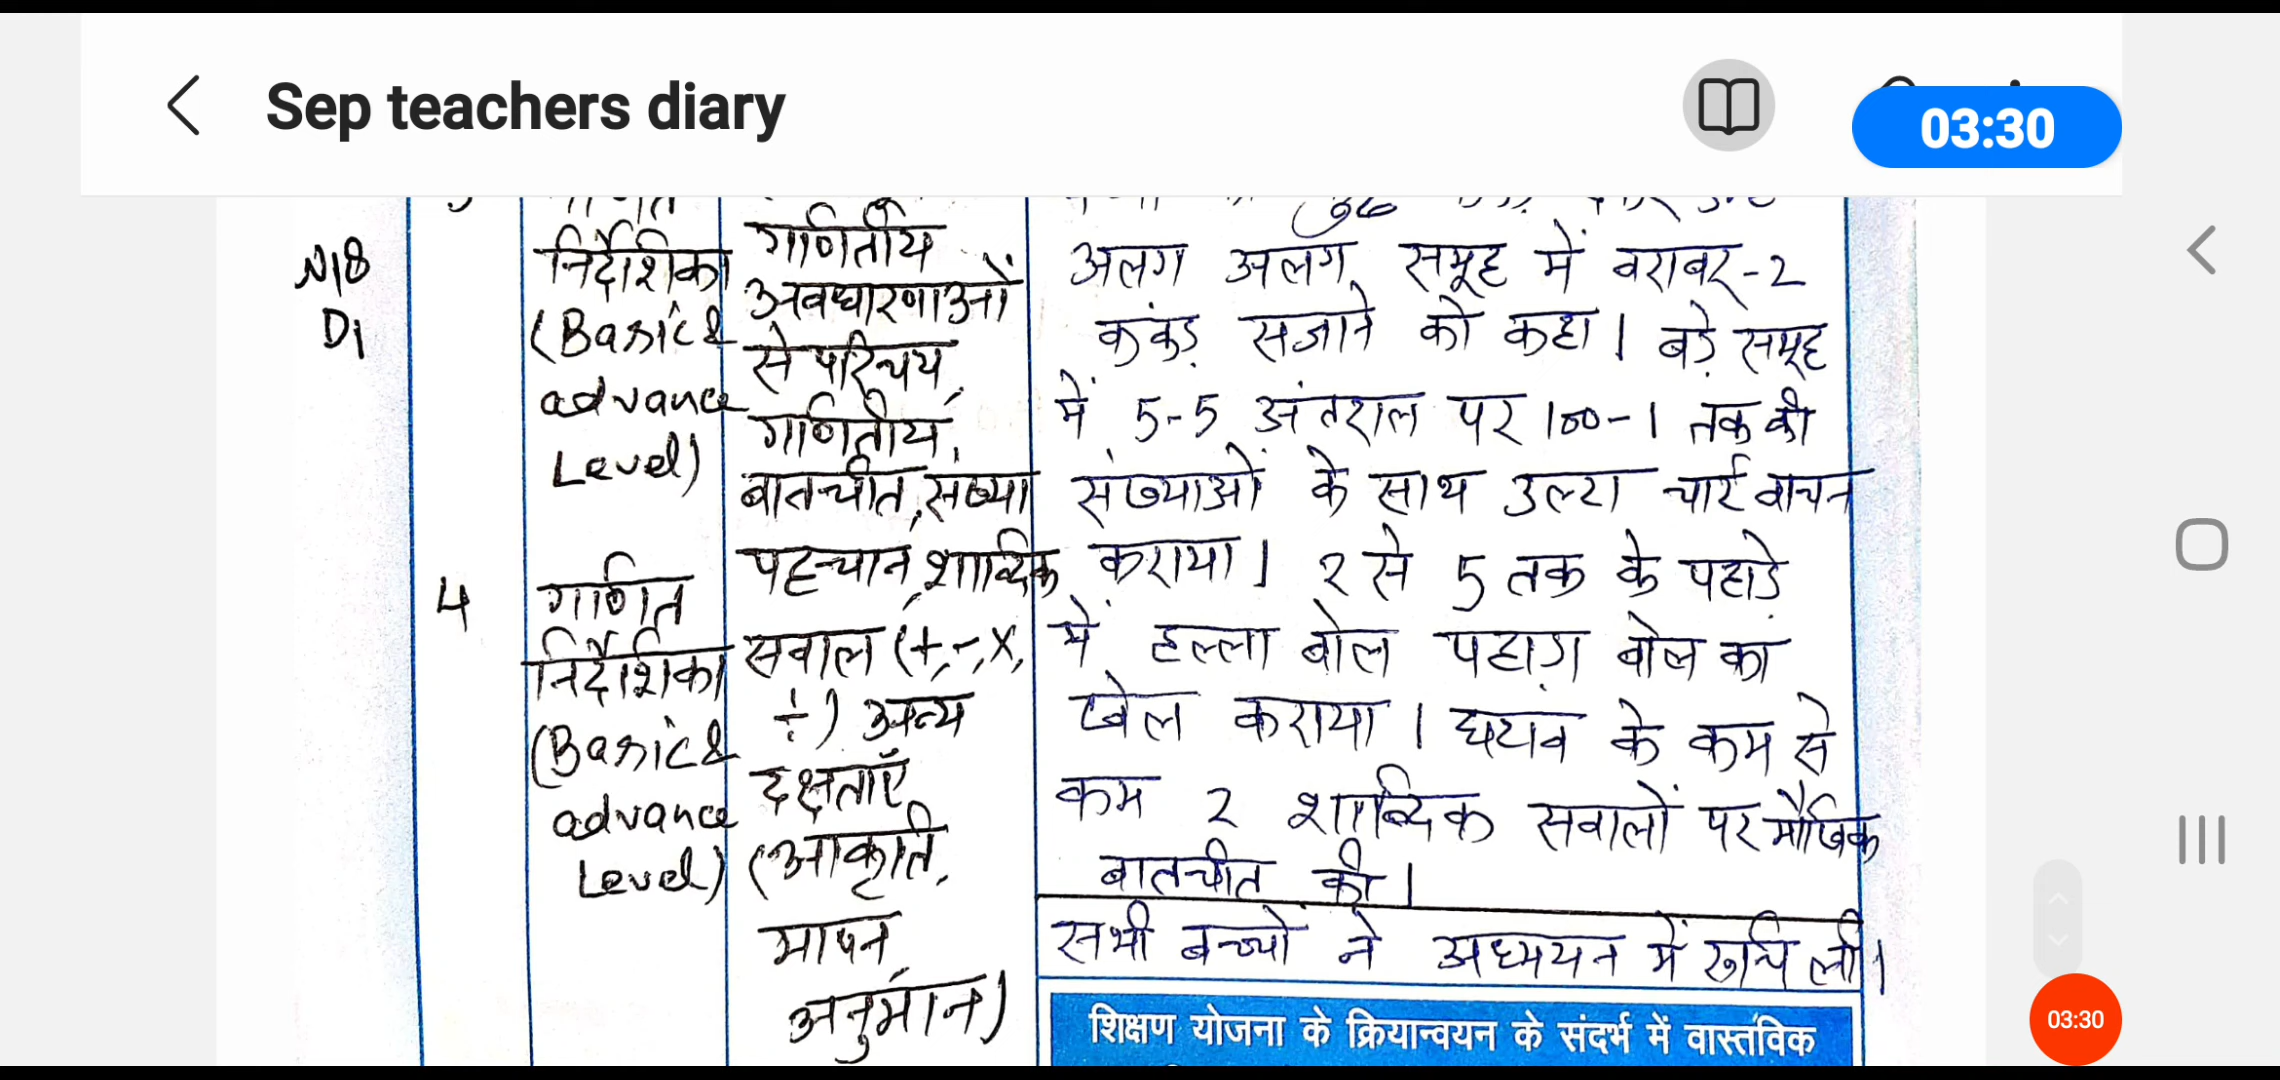 Sep teachers diary
03:30
N18
D1
निर्देशिका
(Basic &
advance
Level)
4
गणित
निर्देशिका
(Basic &
advance
Level)
गणितीय
अवधारणाओं
से परिचय,
गणितीय
बातचीत, संख्या
पहचान, शाब्दिक
सवाल (+, -, x,
÷) अन्य
दक्षताएँ
(आकृति,
मापन,
अनुमान)
अलग अलग समूह में बराबर-2
कंकड़ सजाने को कहा। बड़े समूह
में 5-5 अंतराल पर 100-1 तक की
संख्याओं के साथ उल्टा चार्ट वाचन
कराया। २ से 5 तक के पहाड़े
में हल्ला बोल पहाड़ा बोल का
खेल कराया। घटाव के कम से
कम 2 शाब्दिक सवालों पर मौखिक
बातचीत की।
सभी बच्चों ने अध्ययन में रूचि ली।
शिक्षण योजना के क्रियान्वयन के संदर्भ में वास्तविक
03:30